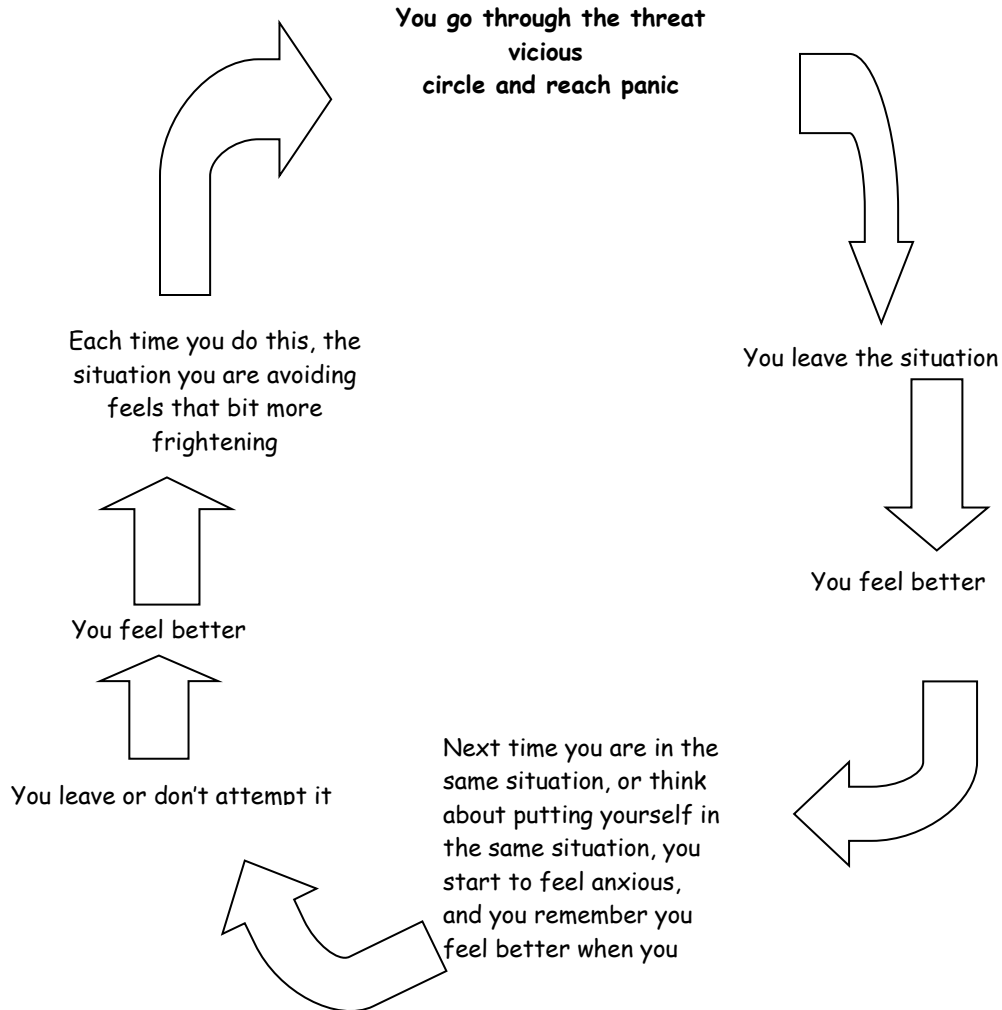 You go through the threat
vicious
circle and reach panic
You leave the situation
You feel better
Next time you are in the
same situation, or think
about putting yourself in
the same situation, you
start to feel anxious,
and you remember you
feel better when you
You leave or don't attempt it
You feel better
Each time you do this, the
situation you are avoiding
feels that bit more
frightening